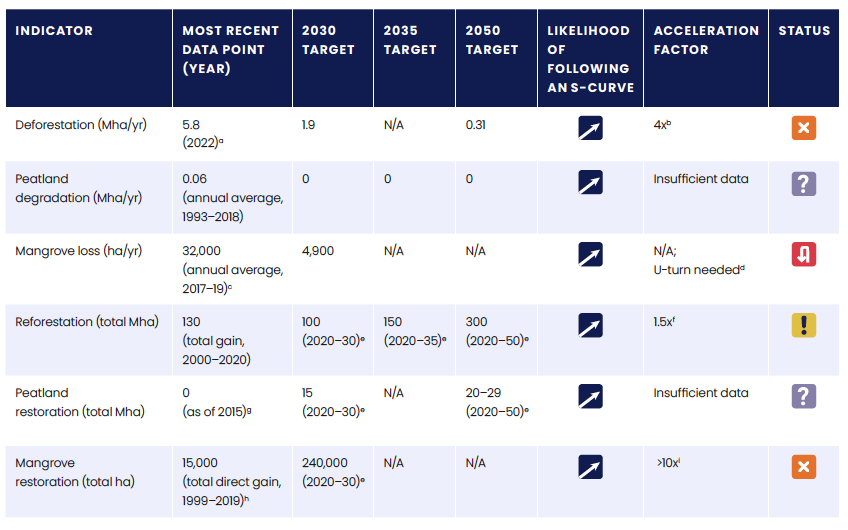 INDICATOR
MOST RECENT
DATA POINT
(YEAR)
2030
TARGET
2035
TARGET
2050
TARGET
LIKELIHOOD
OF
FOLLOWING
AN S-CURVE
ACCELERATION
FACTOR
STATUS
Deforestation (Mha/yr)
5.8
(2022)ᵃ
1.9
N/A
0.31
4xᵇ
Peatland
degradation (Mha/yr)
0.06
(annual average,
1993–2018)
0
0
0
Insufficient data
?
Mangrove loss (ha/yr)
32,000
(annual average,
2017–19)ᶜ
4,900
N/A
N/A
N/A;
U-turn neededᵈ
Reforestation (total Mha)
130
(total gain,
2000–2020)
100
(2020–30)ᵉ
150
(2020–35)ᵉ
300
(2020–50)ᵉ
1.5xᶠ
!
Peatland
restoration (total Mha)
0
(as of 2015)ᵍ
15
(2020–30)ᵉ
N/A
20–29
(2020–50)ᵉ
Insufficient data
?
Mangrove
restoration (total ha)
15,000
(total direct gain,
1999–2019)ʰ
240,000
(2020–30)ᵉ
N/A
N/A
>10xⁱ